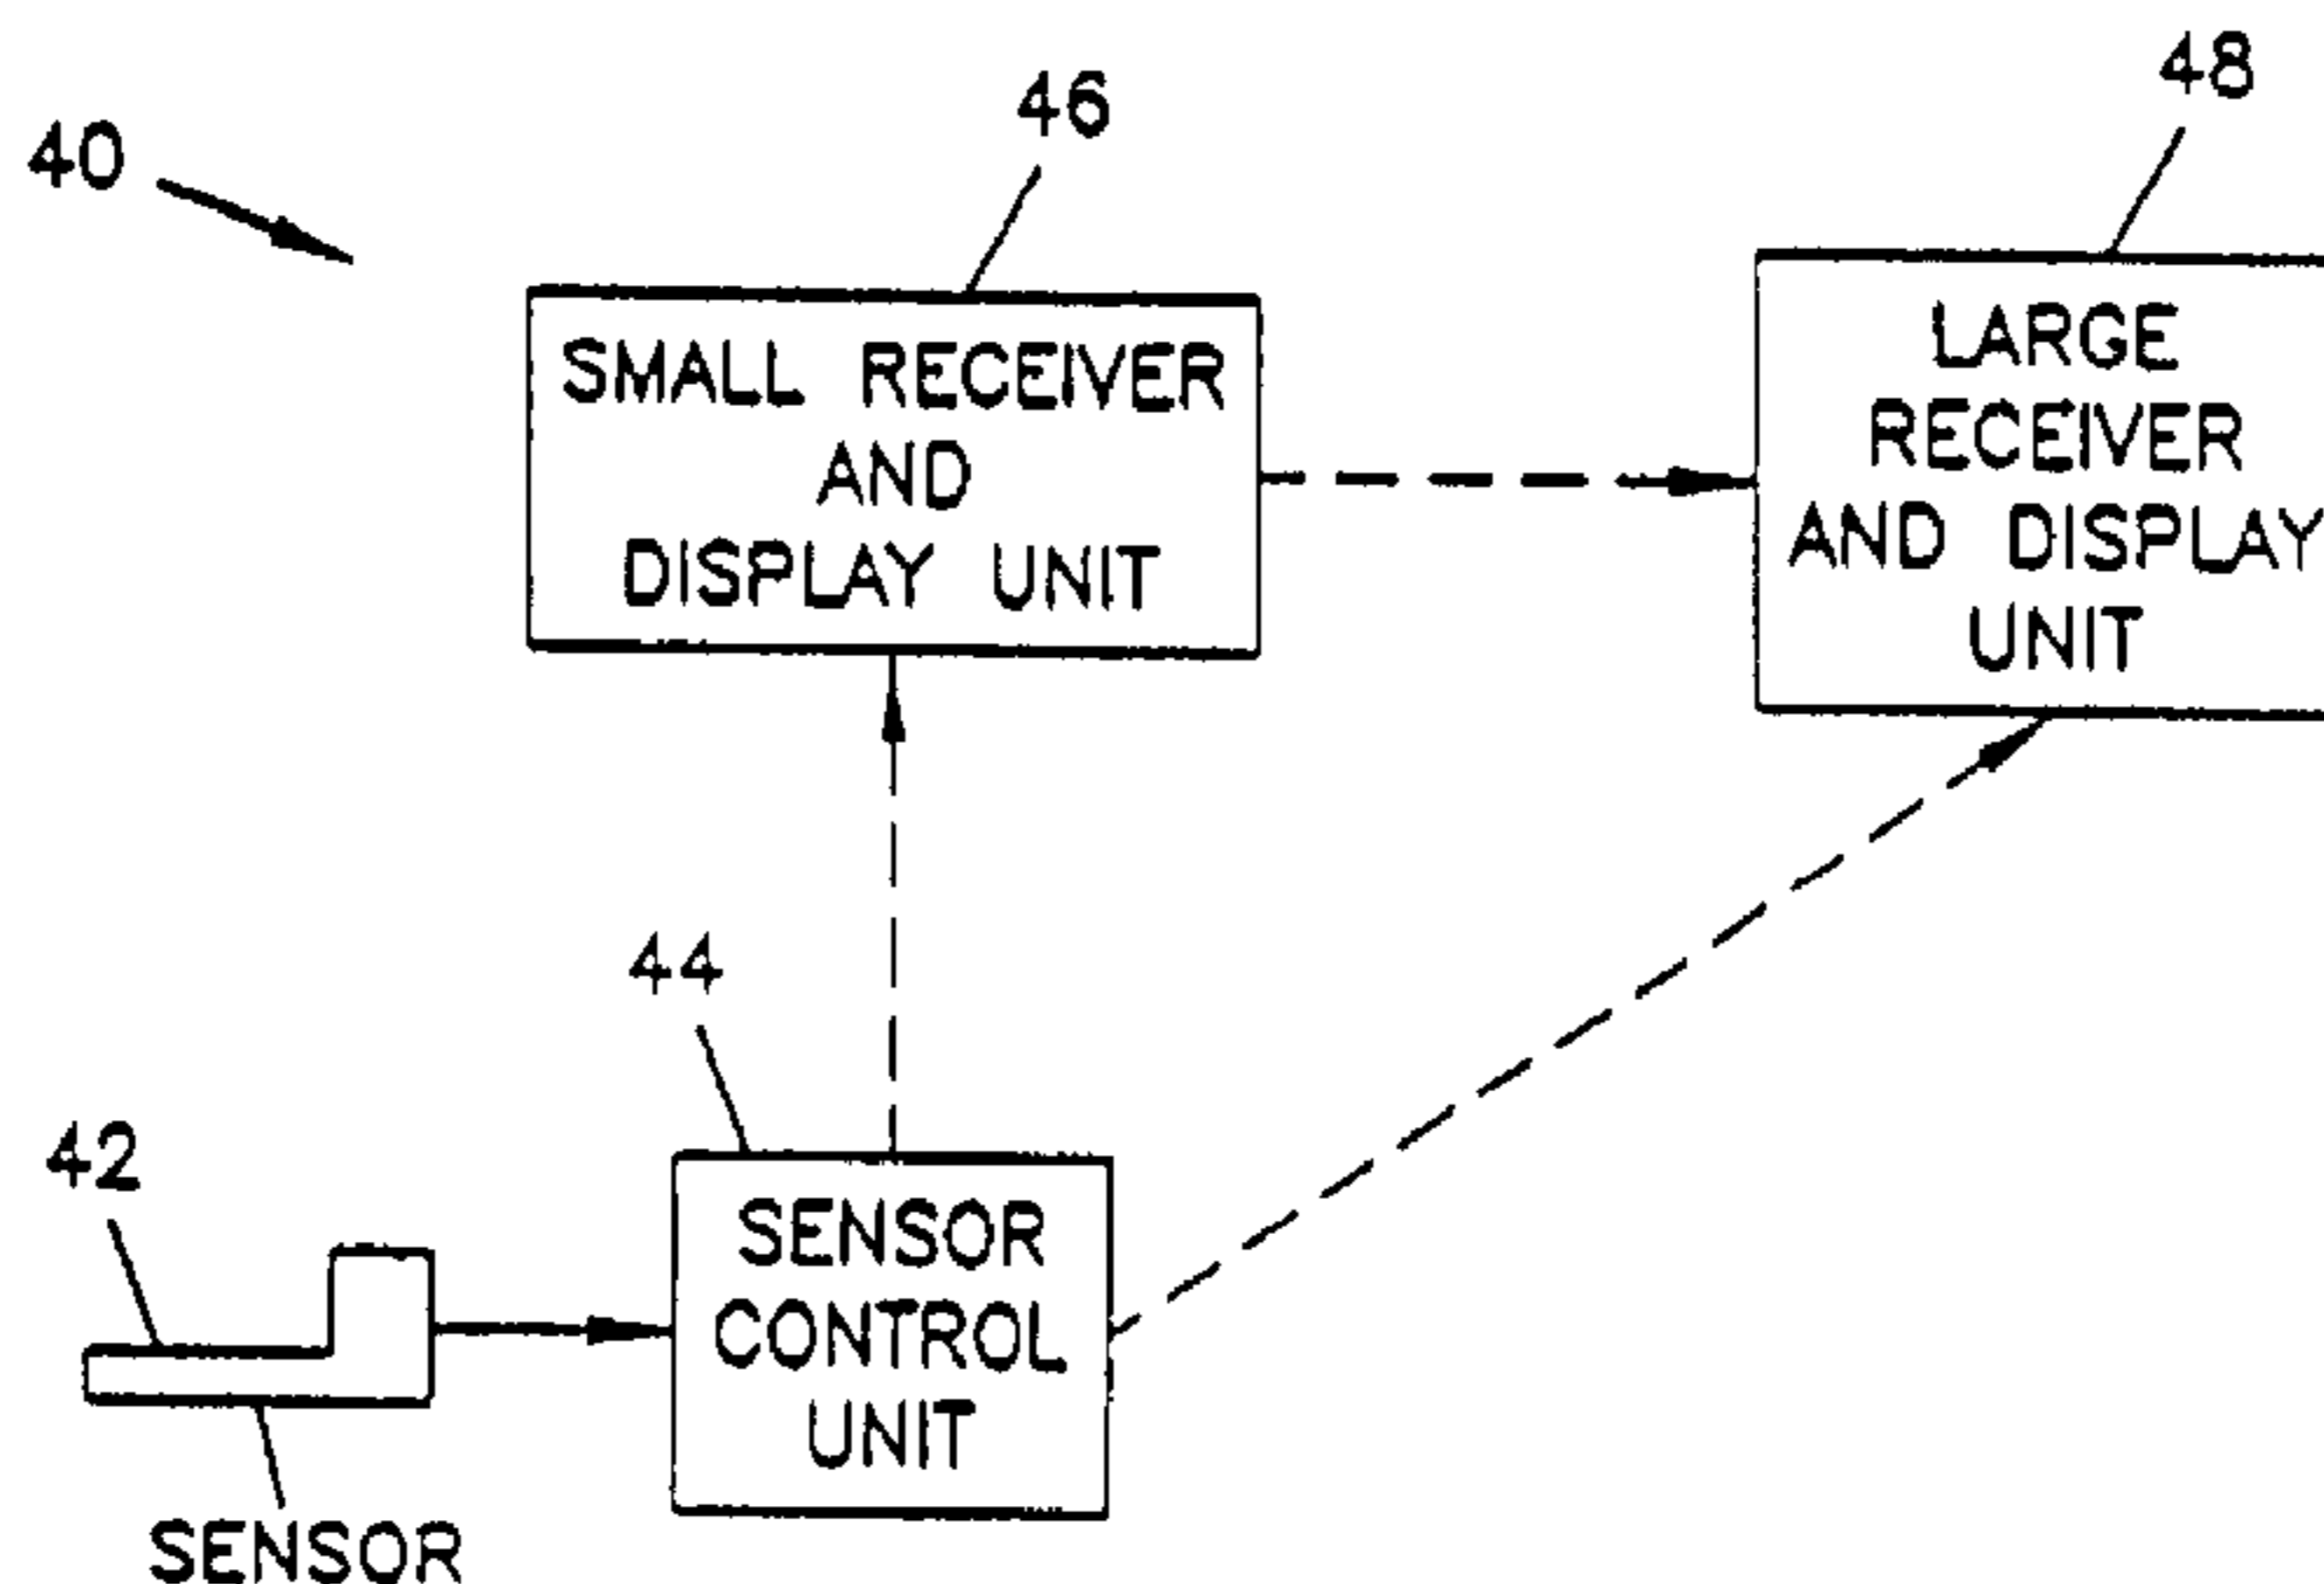 40
46
48
SMALL RECEIVER
AND
DISPLAY UNIT
LARGE
RECEIVER
AND DISPLAY
UNIT
44
42
SENSOR
CONTROL
UNIT
SENSOR